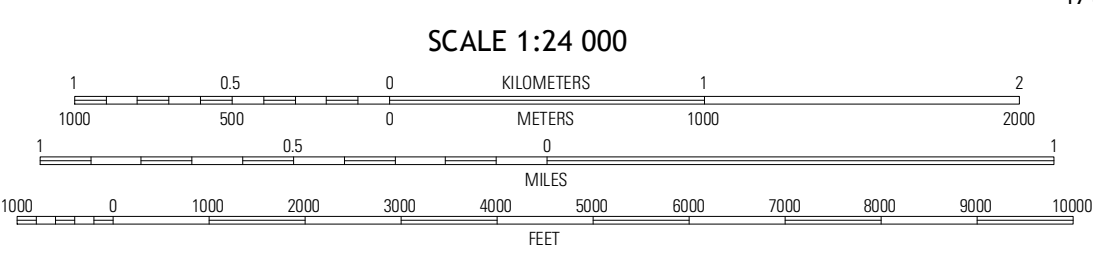 SCALE 1:24 000
1 0.5 0 KILOMETERS 1 2
1000 500 0 METERS 1000 2000
1 0.5 0 1
MILES
1000 0 1000 2000 3000 4000 5000 6000 7000 8000 9000 10000
FEET